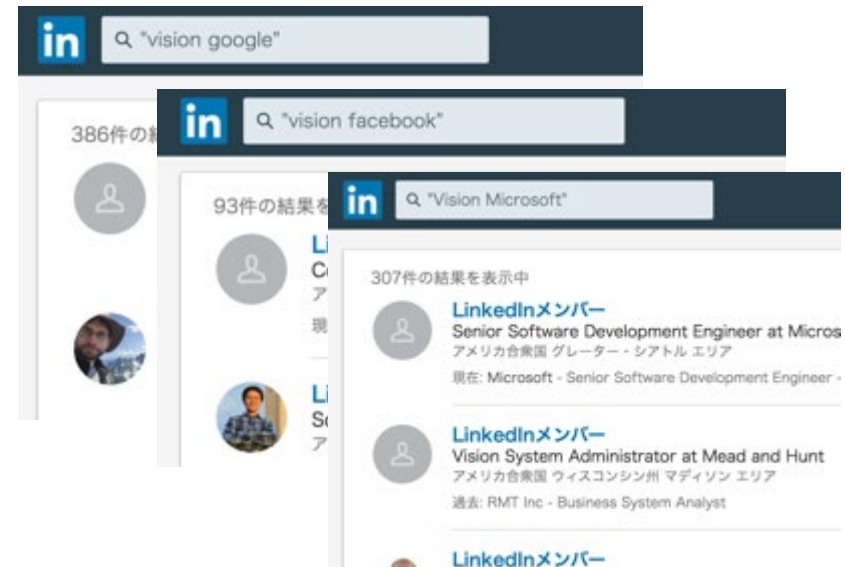 in
"vision google"
386件の
in
"vision facebook"
93件の結果を
Li
ア
現
Li
ア
in
"Vision Microsoft"
307件の結果を表示中
LinkedInメンバー
Senior Software Development Engineer at Micros
アメリカ合衆国 グレーター・シアトル エリア
現在: Microsoft - Senior Software Development Engineer -
LinkedInメンバー
Vision System Administrator at Mead and Hunt
アメリカ合衆国 ウィスコンシン州 マディソン エリア
過去: RMT Inc - Business System Analyst
LinkedInメンバー